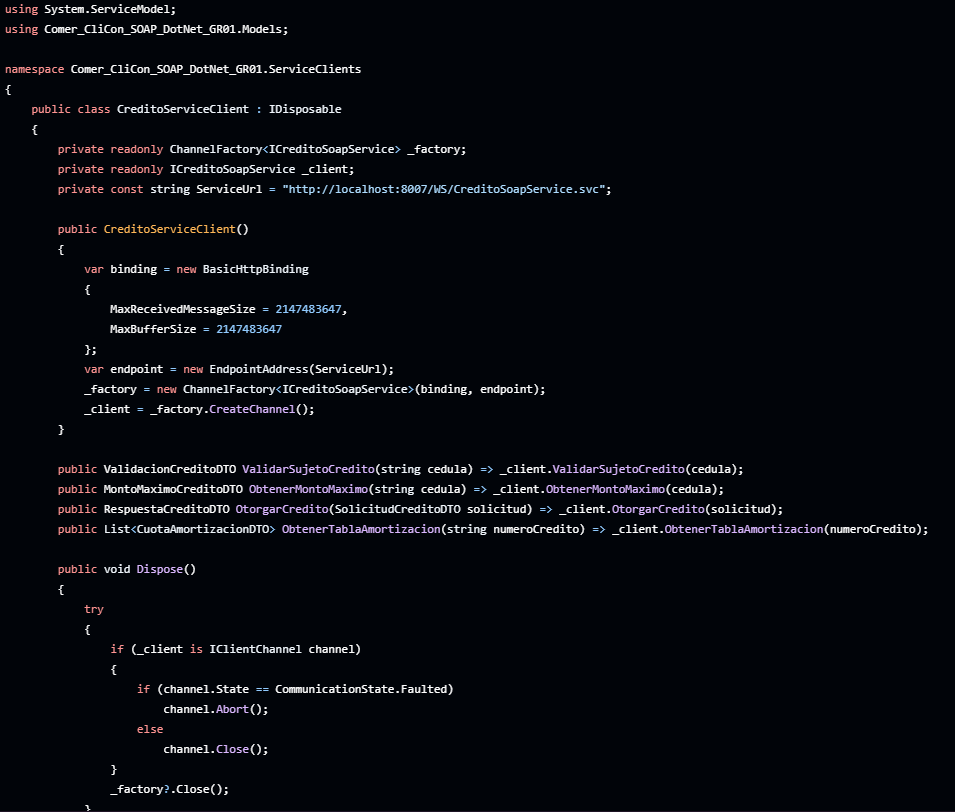 using System.ServiceModel;
using Comer_CliCon_SOAP_DotNet_GR01.Models;

namespace Comer_CliCon_SOAP_DotNet_GR01.ServiceClients
{
    public class CreditoServiceClient : IDisposable
    {
        private readonly ChannelFactory<ICreditoSoapService> _factory;
        private readonly ICreditoSoapService _client;
        private const string ServiceUrl = "http://localhost:8007/WS/CreditoSoapService.svc";

        public CreditoServiceClient()
        {
            var binding = new BasicHttpBinding
            {
                MaxReceivedMessageSize = 2147483647,
                MaxBufferSize = 2147483647
            };
            var endpoint = new EndpointAddress(ServiceUrl);
            _factory = new ChannelFactory<ICreditoSoapService>(binding, endpoint);
            _client = _factory.CreateChannel();
        }

        public ValidacionCreditoDTO ValidarSujetoCredito(string cedula) => _client.ValidarSujetoCredito(cedula);
        public MontoMaximoCreditoDTO ObtenerMontoMaximo(string cedula) => _client.ObtenerMontoMaximo(cedula);
        public RespuestaCreditoDTO OtorgarCredito(SolicitudCreditoDTO solicitud) => _client.OtorgarCredito(solicitud);
        public List<CuotaAmortizacionDTO> ObtenerTablaAmortizacion(string numeroCredito) => _client.ObtenerTablaAmortizacion(numeroCredito);

        public void Dispose()
        {
            try
            {
                if (_client is IClientChannel channel)
                {
                    if (channel.State == CommunicationState.Faulted)
                        channel.Abort();
                    else
                        channel.Close();
                }
                _factory?.Close();
            }